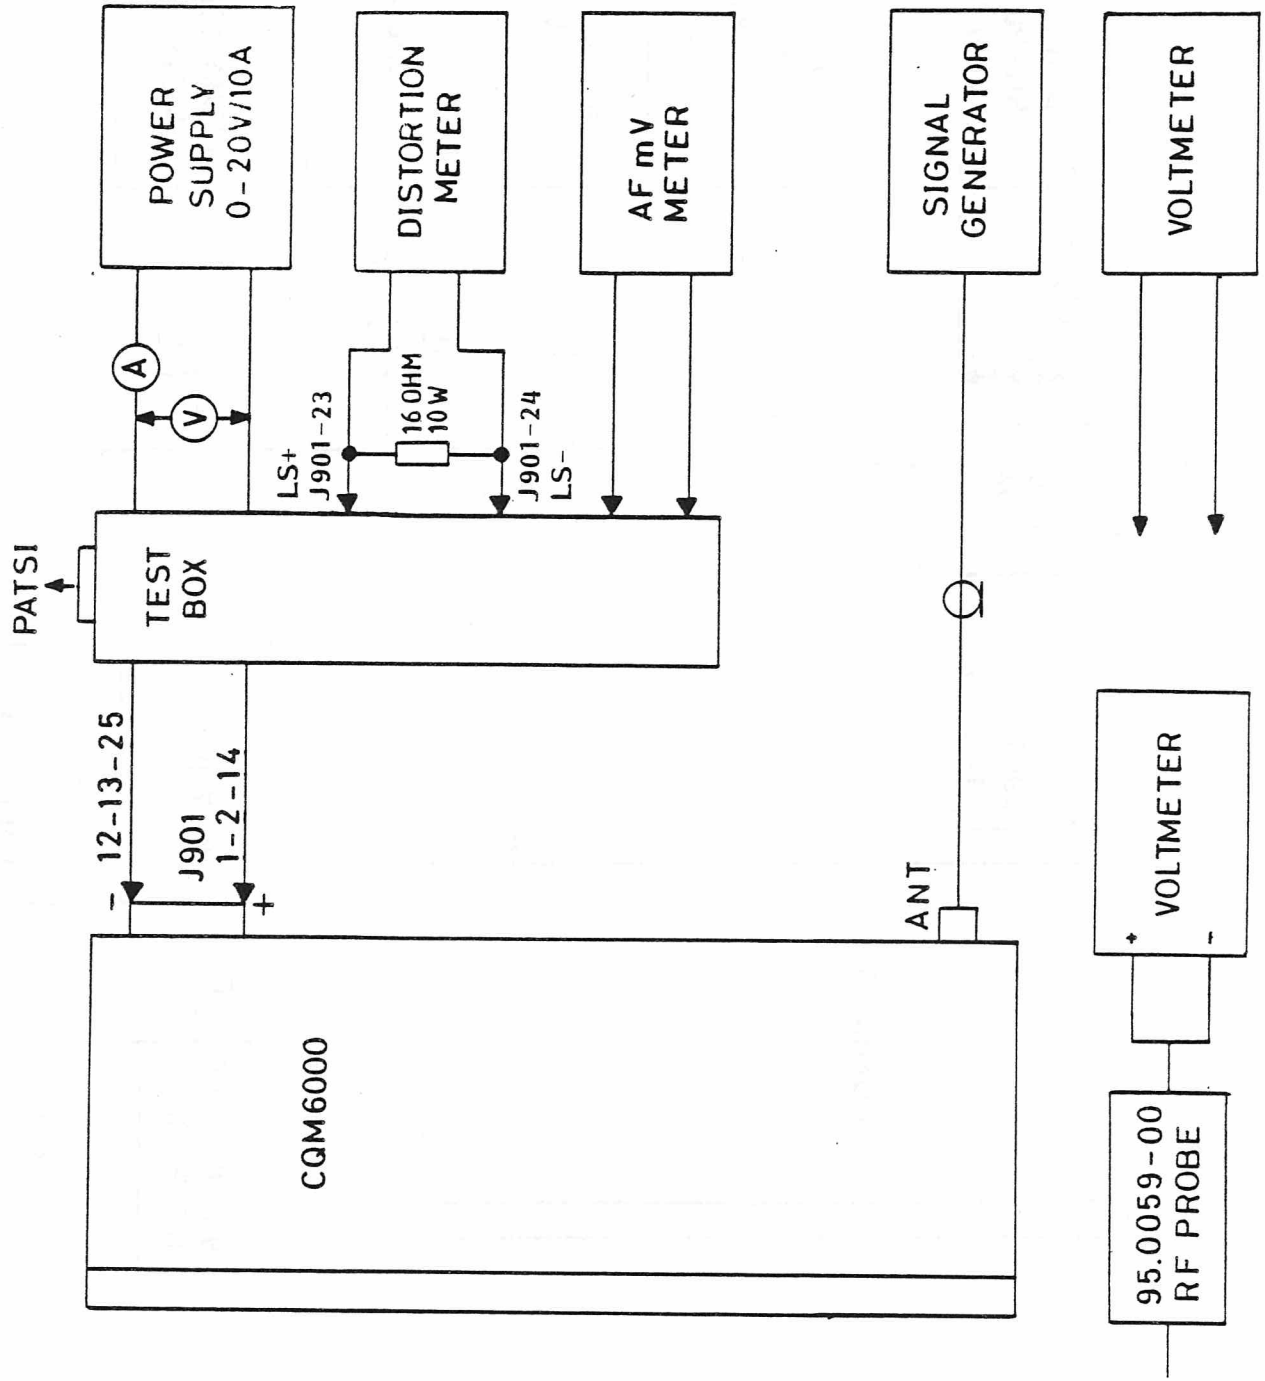 PATSI
POWER
SUPPLY
0-20V/10A
A
V
TEST
BOX
12-13-25
-
J901
1-2-14
+
LS+
J901-23
16 OHM
10 W
J901-24
LS-
DISTORTION
METER
AF mV
METER
CQM6000
ANT
SIGNAL
GENERATOR
VOLTMETER
VOLTMETER
+
-
95.0059-00
RF PROBE